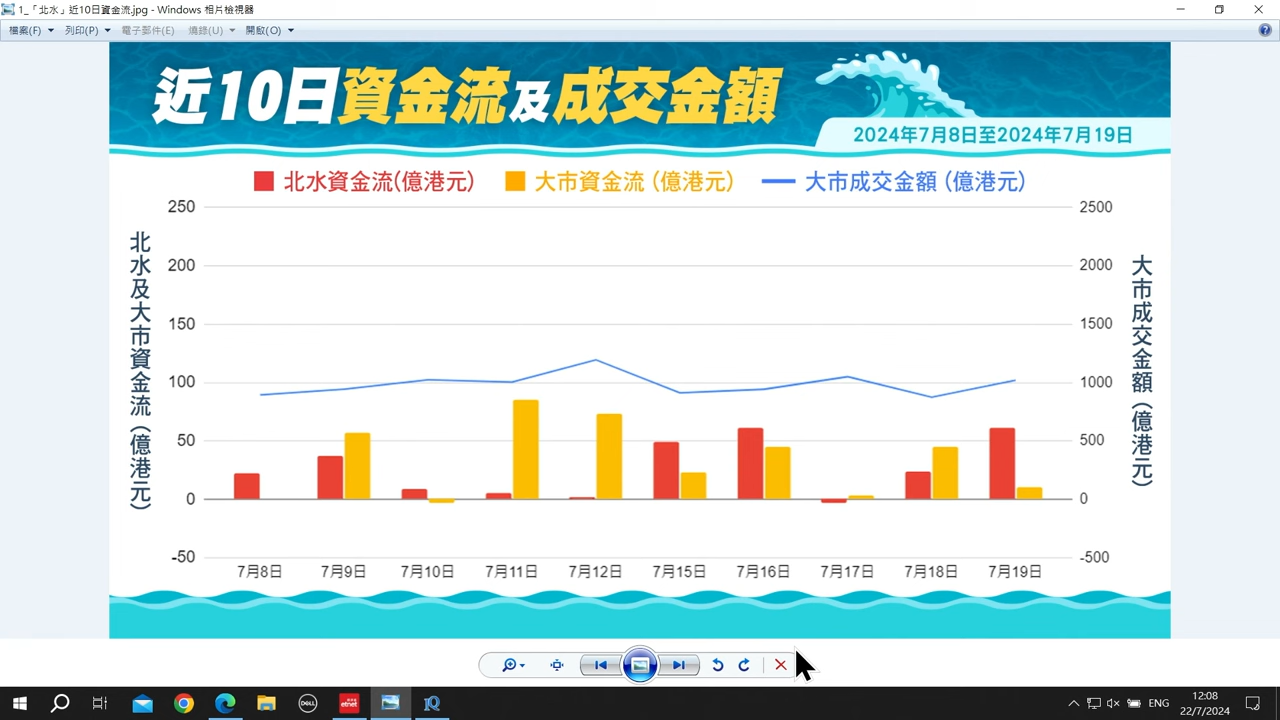 1_「北水」近10日資金流.jpg - Windows 相片檢視器
檔案(F) 列印(P) 電子郵件(E) 燒錄(U) 開啟(O)
近10日資金流及成交金額
2024年7月8日至2024年7月19日
北水資金流(億港元) 大市資金流 (億港元) 大市成交金額 (億港元)
北水及大市資金流(億港元)
250
200
150
100
50
0
-50
2500
2000
1500
1000
500
0
-500
大市成交金額(億港元)
7月8日 7月9日 7月10日 7月11日 7月12日 7月15日 7月16日 7月17日 7月18日 7月19日
DELL
etnet
IQ
ENG
12:08
22/7/2024